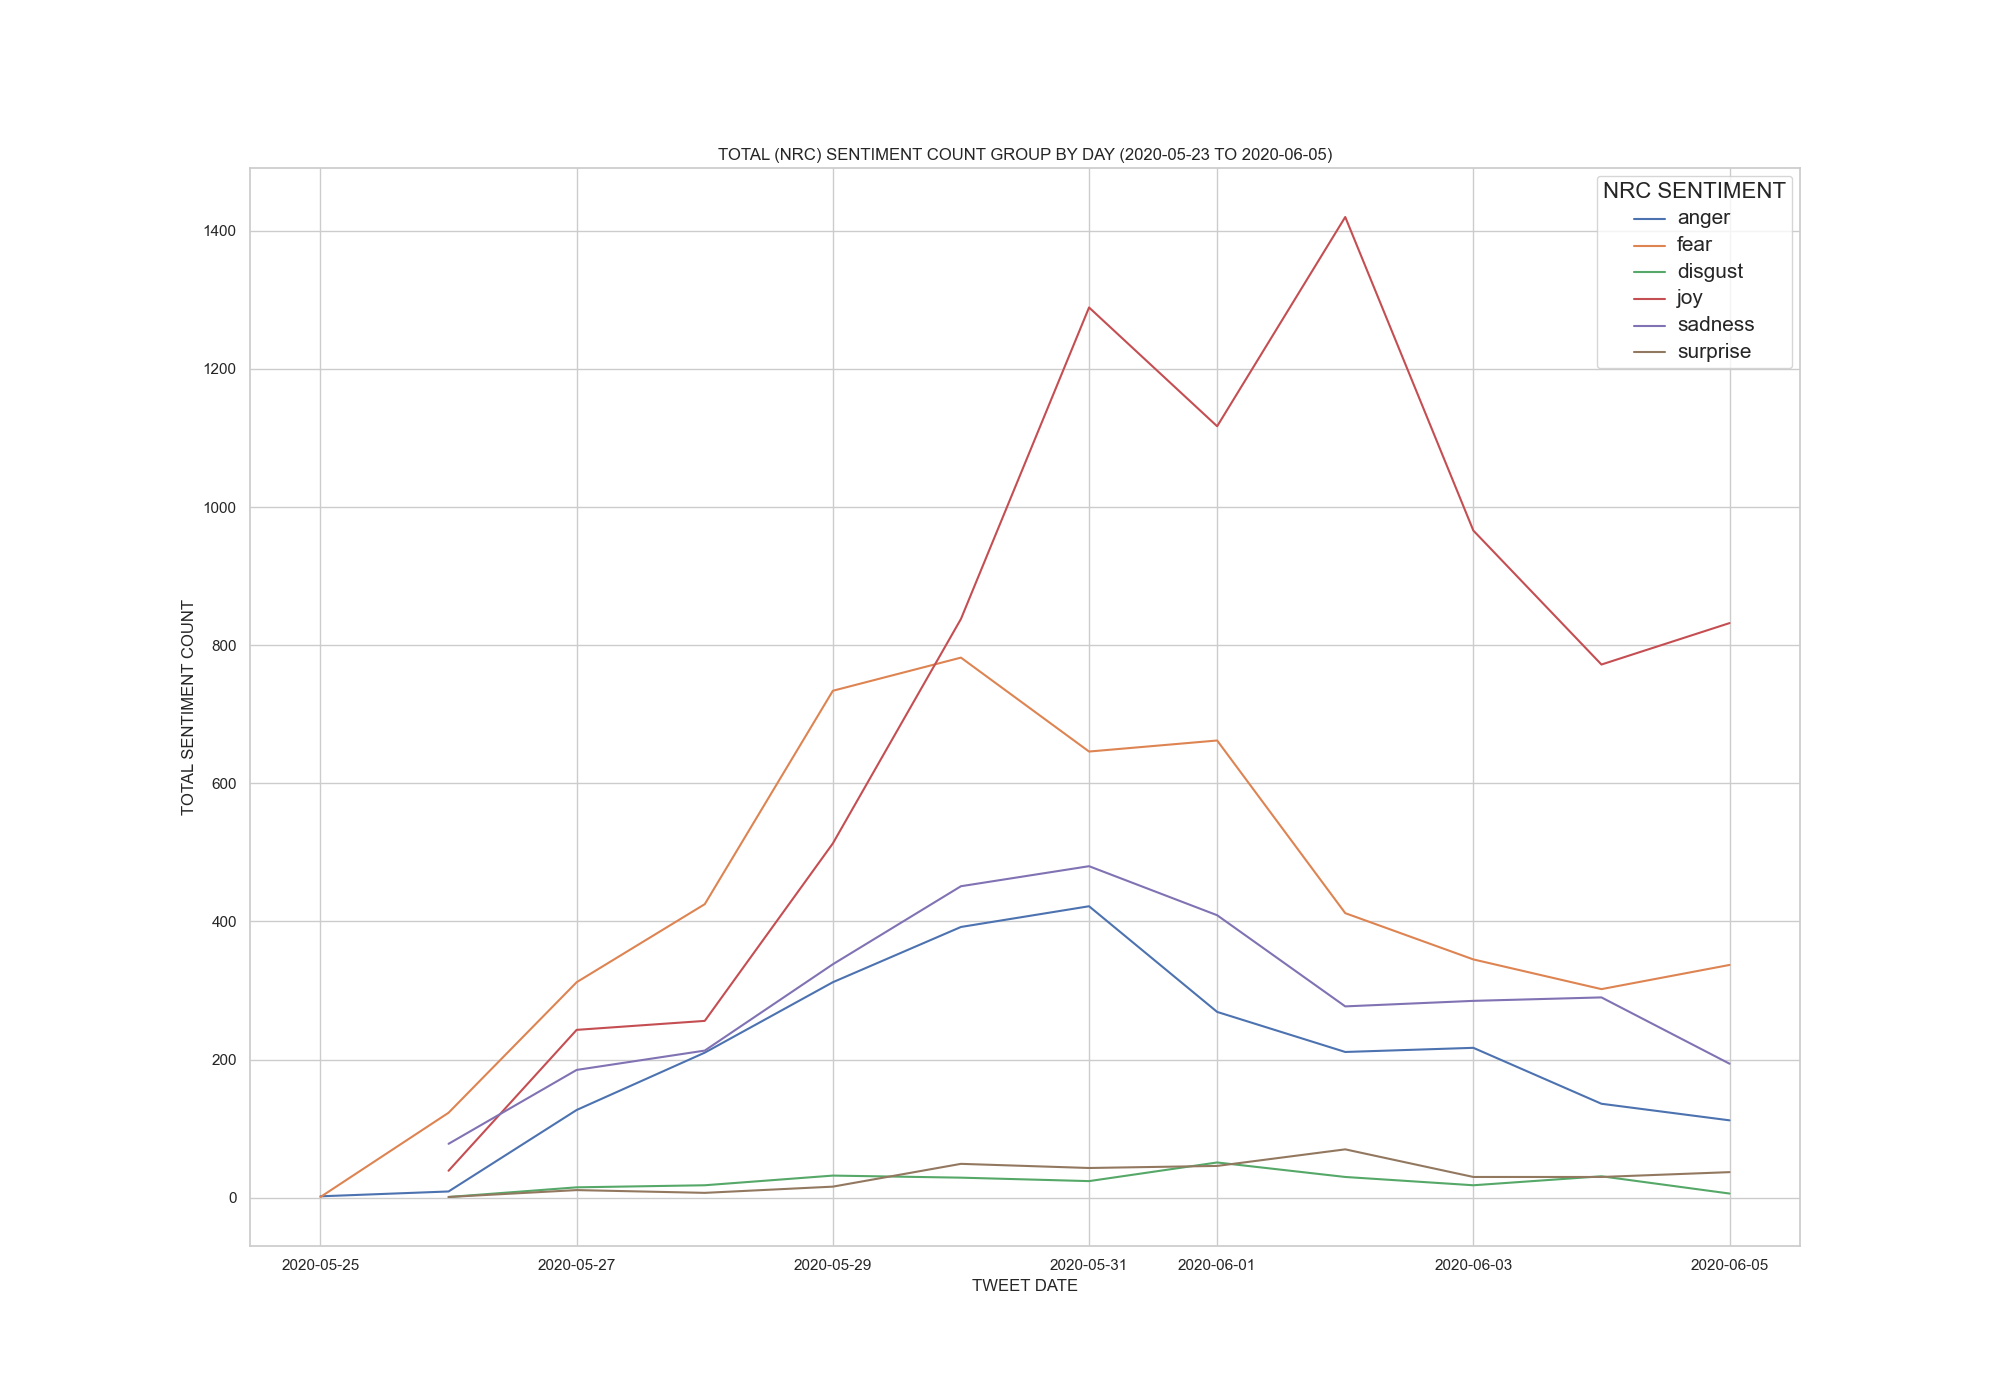 TOTAL (NRC) SENTIMENT COUNT GROUP BY DAY (2020-05-23 TO 2020-06-05)
NRC SENTIMENT
anger
fear
disgust
joy
sadness
surprise
TOTAL SENTIMENT COUNT
1400
1200
1000
800
600
400
200
0
2020-05-25 2020-05-27 2020-05-29 2020-05-31 2020-06-01 2020-06-03 2020-06-05
TWEET DATE